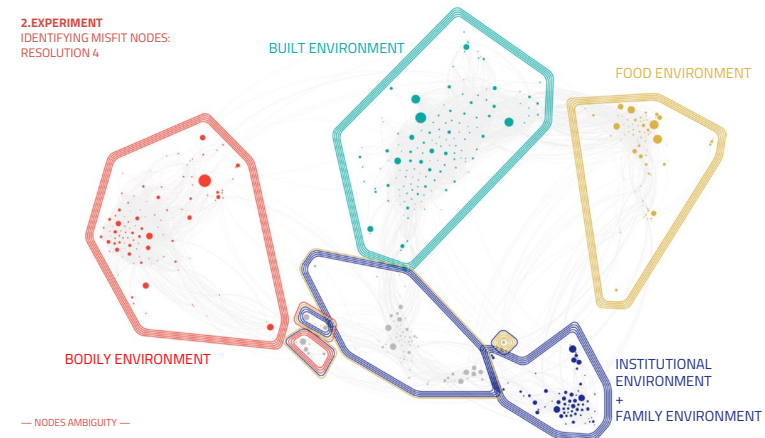 2.EXPERIMENT
IDENTIFYING MISFIT NODES:
RESOLUTION 4
BUILT ENVIRONMENT
FOOD ENVIRONMENT
BODILY ENVIRONMENT
INSTITUTIONAL
ENVIRONMENT
+
FAMILY ENVIRONMENT
— NODES AMBIGUITY —